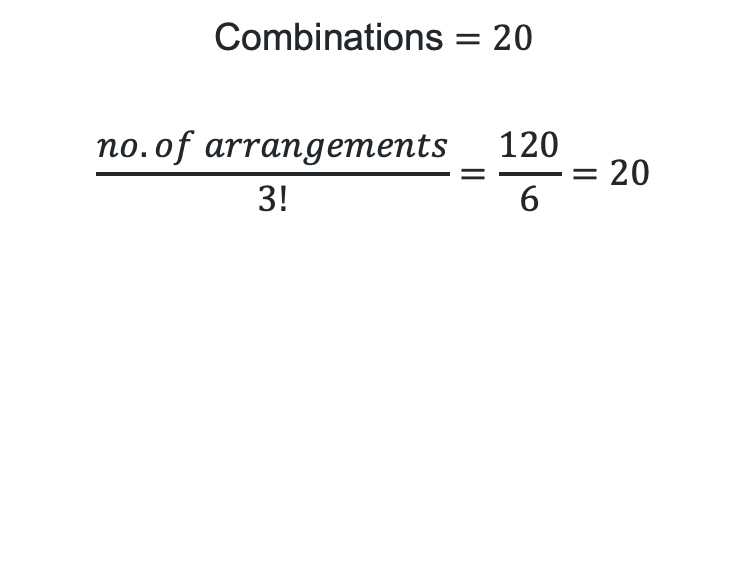 Combinations = 20
no. of arrangements / 3! = 120 / 6 = 20